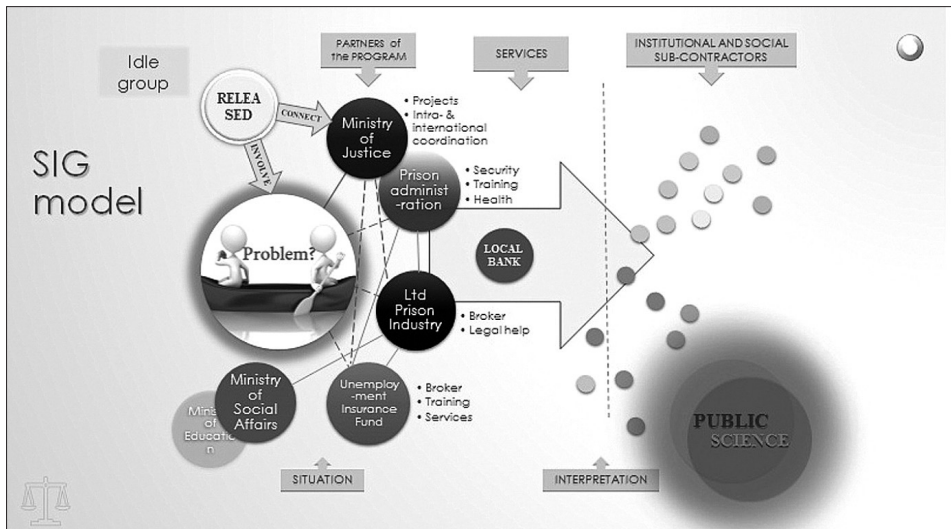 Idle
group
PARTNERS of
the PROGRAM
SERVICES
INSTITUTIONAL AND SOCIAL
SUB-CONTRACTORS
SIG
model
RELEA
SED
CONNECT
INVOLVE
Ministry
of
Justice
• Projects
• Intra- &
international
coordination
Prison
administ
-ration
• Security
• Training
• Health
Problem?
LOCAL
BANK
Ltd
Prison
Industry
• Broker
• Legal help
Ministry
of
Social
Affairs
Unemploy
-ment
Insurance
Fund
• Broker
• Training
• Services
of
PUBLIC
SCIENCE
SITUATION
INTERPRETATION